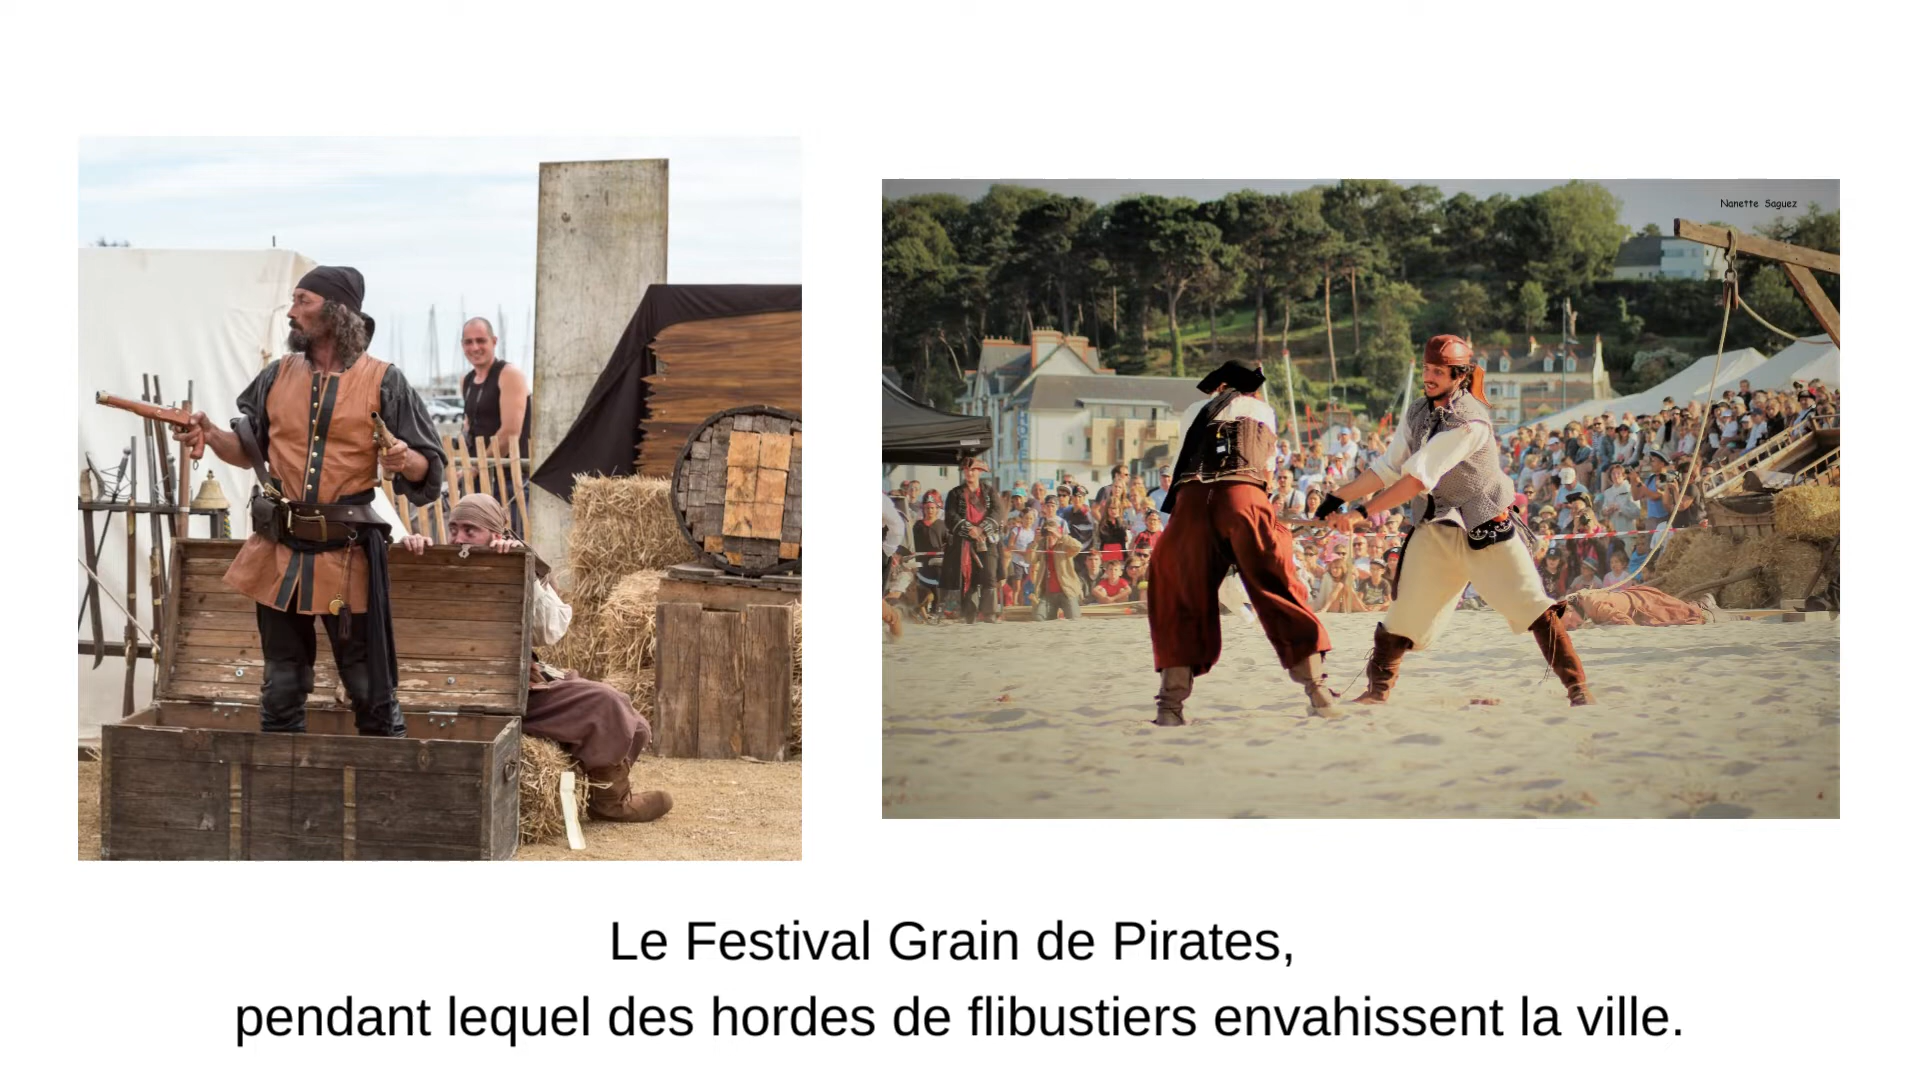 Nanette Saguez
Le Festival Grain de Pirates,
pendant lequel des hordes de flibustiers envahissent la ville.